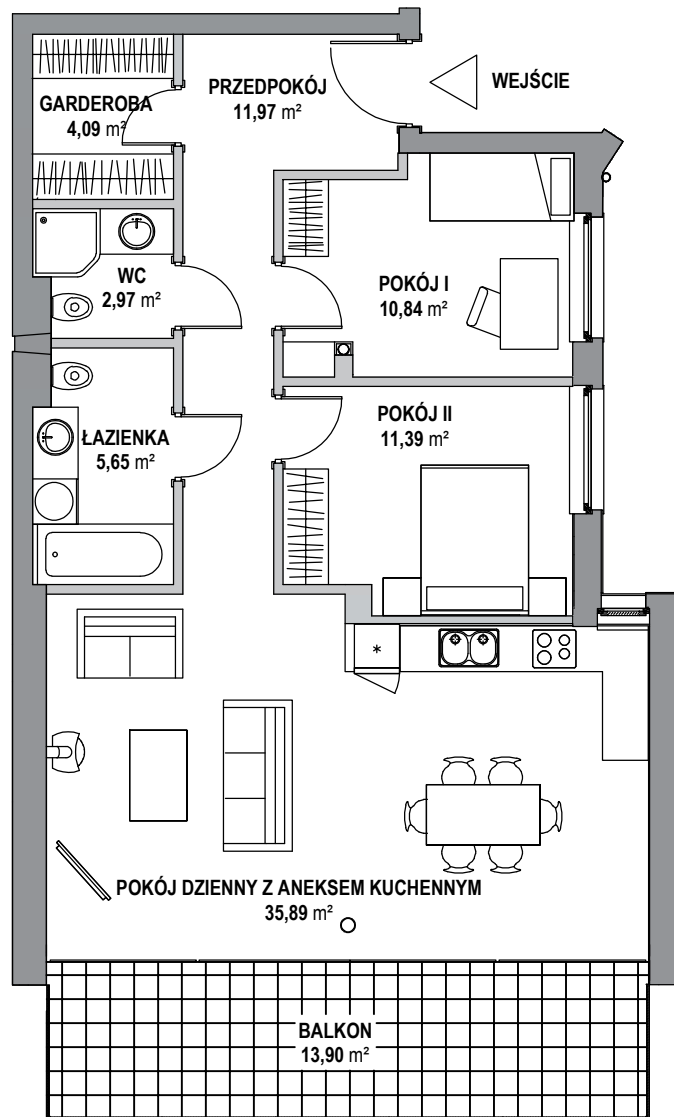 WEJŚCIE
PRZEDPOKÓJ
11,97 m²
GARDEROBA
4,09 m²
WC
2,97 m²
POKÓJ I
10,84 m²
POKÓJ II
11,39 m²
ŁAZIENKA
5,65 m²
*
POKÓJ DZIENNY Z ANEKSEM KUCHENNYM
35,89 m²
BALKON
13,90 m²